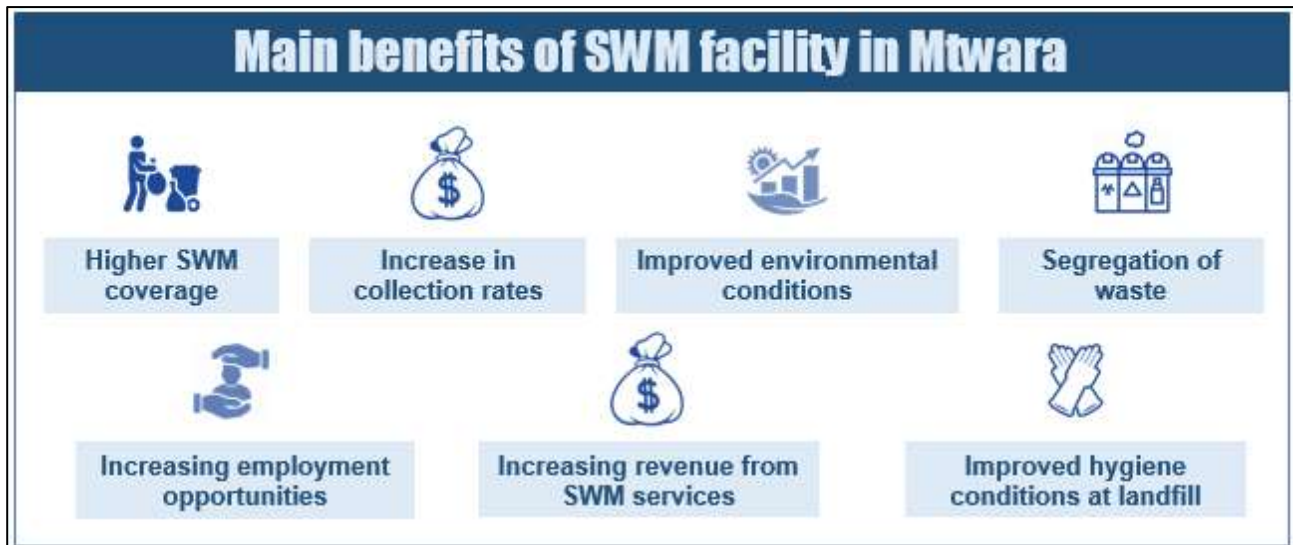 Main benefits of SWM facility in Mtwara
$
Higher SWM
coverage
Increase in
collection rates
Improved environmental
conditions
Segregation of
waste
$
Increasing employment
opportunities
Increasing revenue from
SWM services
Improved hygiene
conditions at landfill